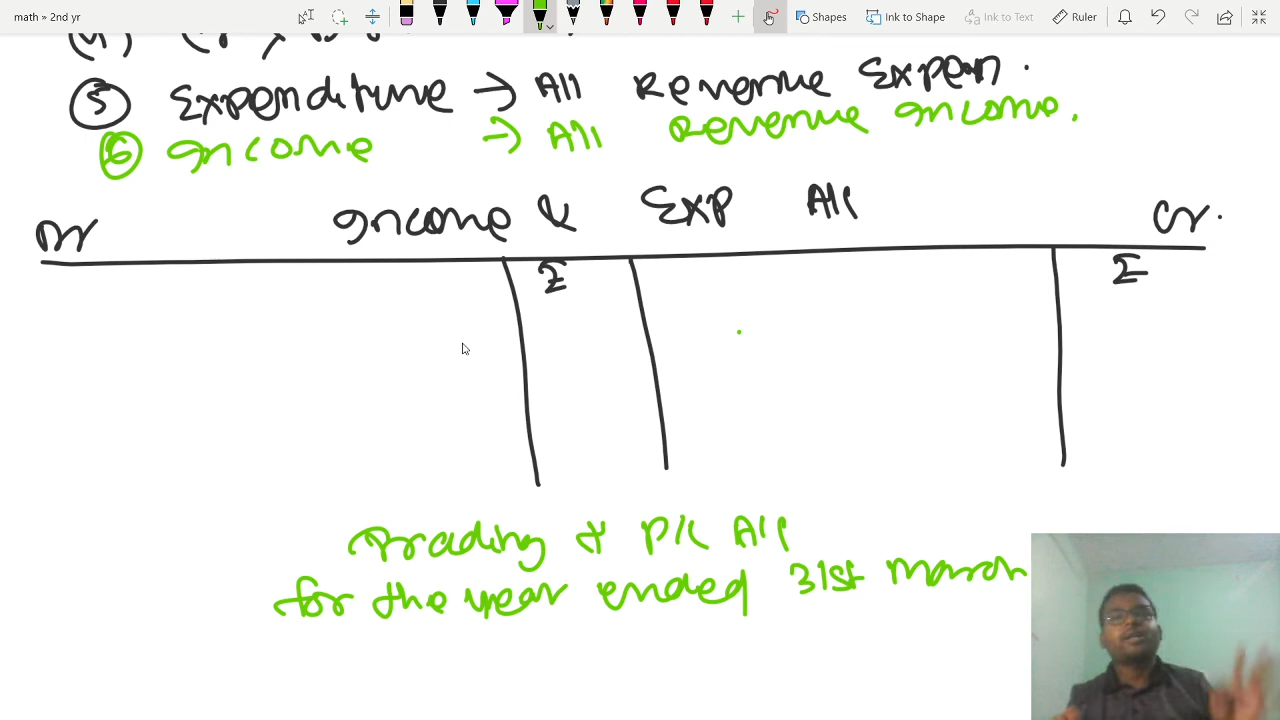 math » 2nd yr
Shapes Ink to Shape Ink to Text Ruler
(4)
(5) Expenditure → All Revenue Expen.
(6) Income → All Revenue Income.
Dr Income & Exp A/c Cr.
Trading & P/L A/c
for the year ended 31st March